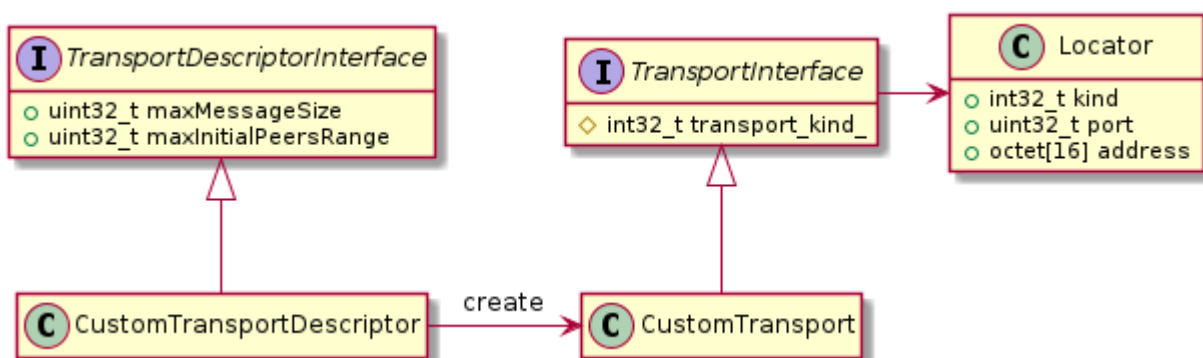 I TransportDescriptorInterface
uint32_t maxMessageSize
uint32_t maxInitialPeersRange
I TransportInterface
int32_t transport_kind_
C Locator
int32_t kind
uint32_t port
octet[16] address
C CustomTransportDescriptor
create
C CustomTransport